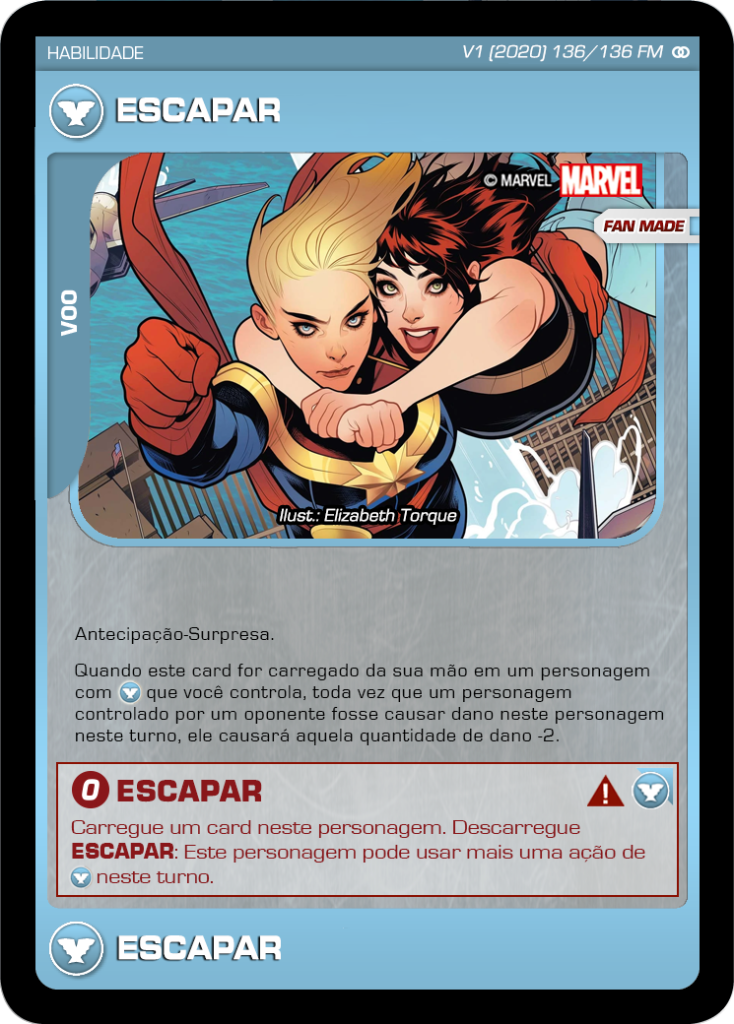 HABILIDADE
V1 (2020) 136/136 FM
ESCAPAR
© MARVEL MARVEL
FAN MADE
VOO
Ilust.: Elizabeth Torque
Antecipação-Surpresa.
Quando este card for carregado da sua mão em um personagem
com que você controla, toda vez que um personagem
controlado por um oponente fosse causar dano neste personagem
neste turno, ele causará aquela quantidade de dano -2.
0 ESCAPAR !
Carregue um card neste personagem. Descarregue
ESCAPAR: Este personagem pode usar mais uma ação de
neste turno.
ESCAPAR